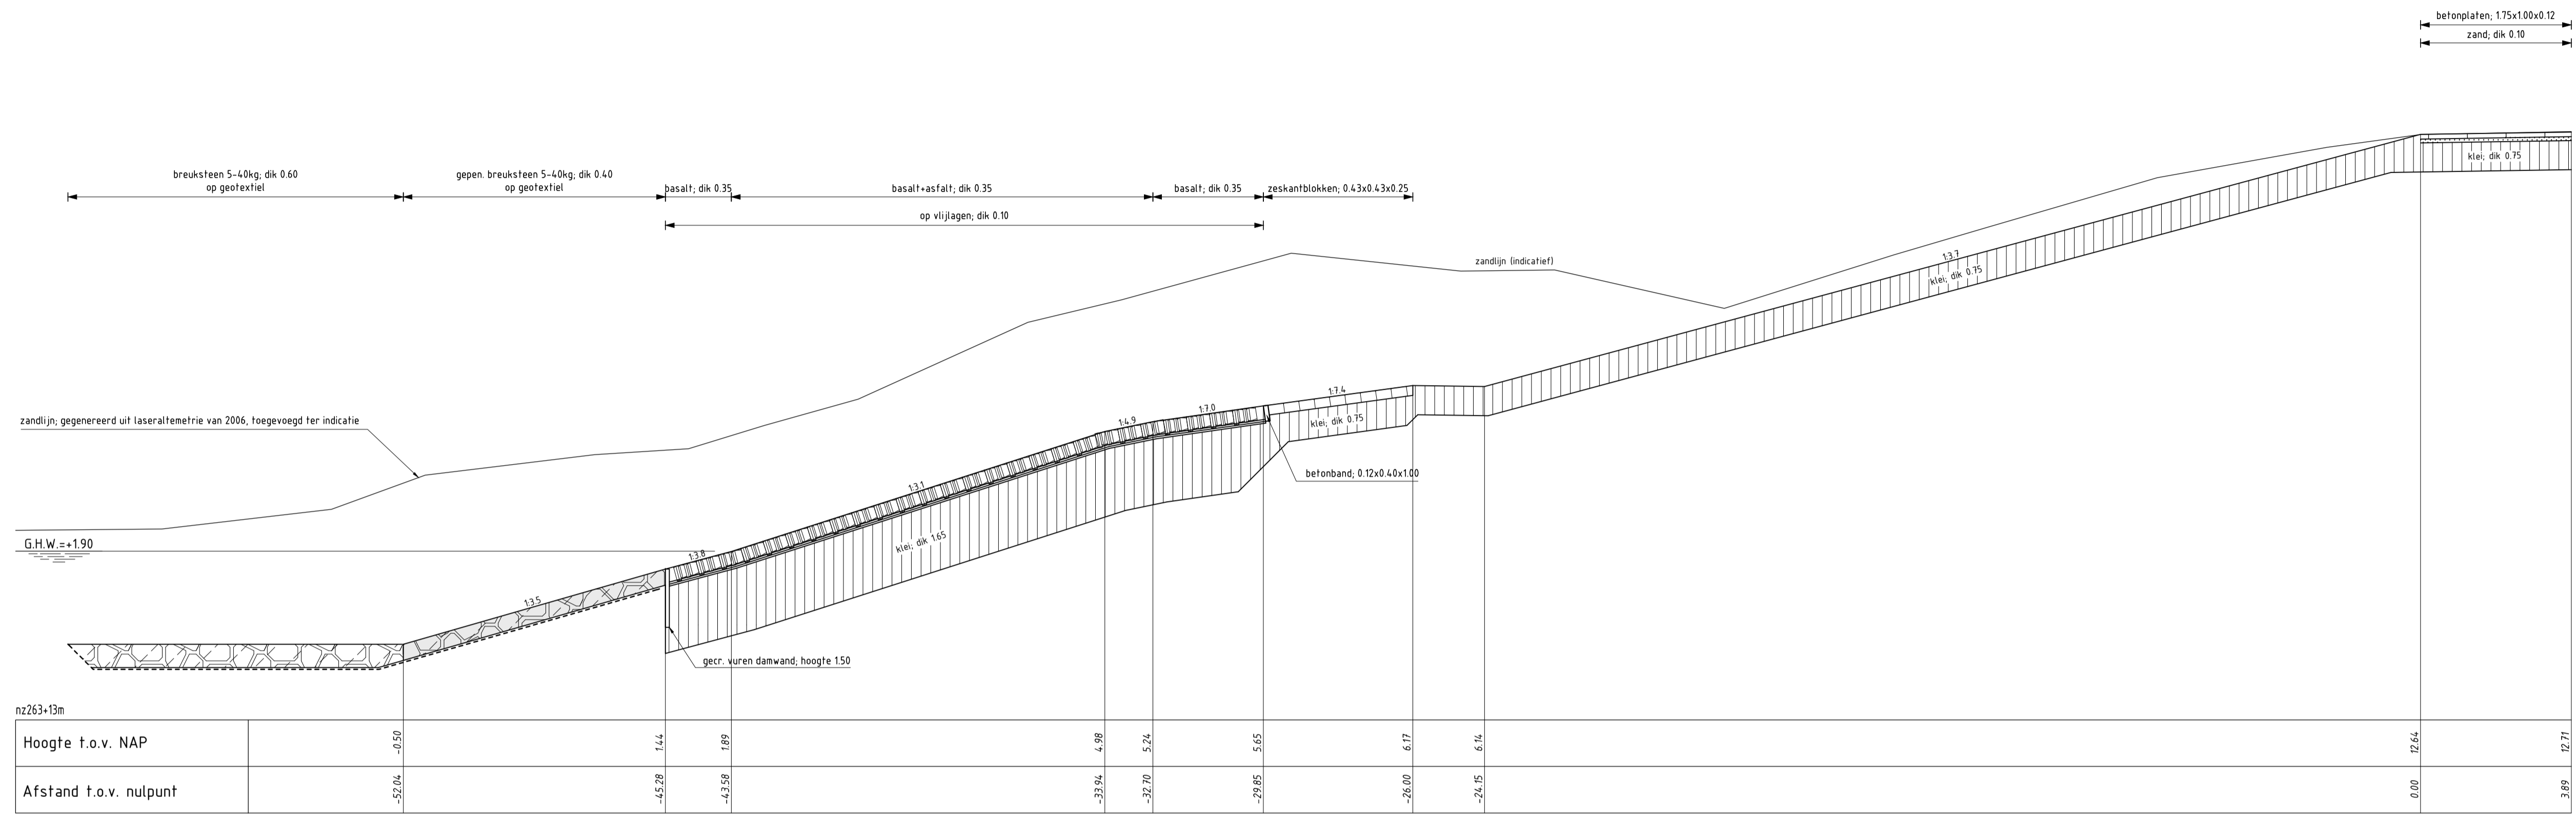 betonplaten; 1.75x1.00x0.12
zand; dik 0.10
klei; dik 0.75
breuksteen 5-40kg; dik 0.60
op geotextiel
gepen. breuksteen 5-40kg; dik 0.40
op geotextiel
basalt; dik 0.35
basalt+asfalt; dik 0.35
basalt; dik 0.35
zeskantblokken; 0.43x0.43x0.25
op vlijlagen; dik 0.10
zandlijn (indicatief)
1:3.7
klei; dik 0.75
zandlijn; gegenereerd uit laseraltemetrie van 2006, toegevoegd ter indicatie
1:4.9
1:7.0
1:7.4
klei; dik 0.75
betonband; 0.12x0.40x1.00
1:3.1
klei; dik 1.65
G.H.W.=+1.90
1:3.8
1:3.5
gecr. vuren damwand; hoogte 1.50
nz263+13m
Hoogte t.o.v. NAP -0.50 1.44 1.89 4.98 5.24 5.65 6.17 6.14 12.64 12.71
Afstand t.o.v. nulpunt -52.04 -45.28 -43.58 -33.94 -32.70 -29.85 -26.00 -24.15 0.00 3.89